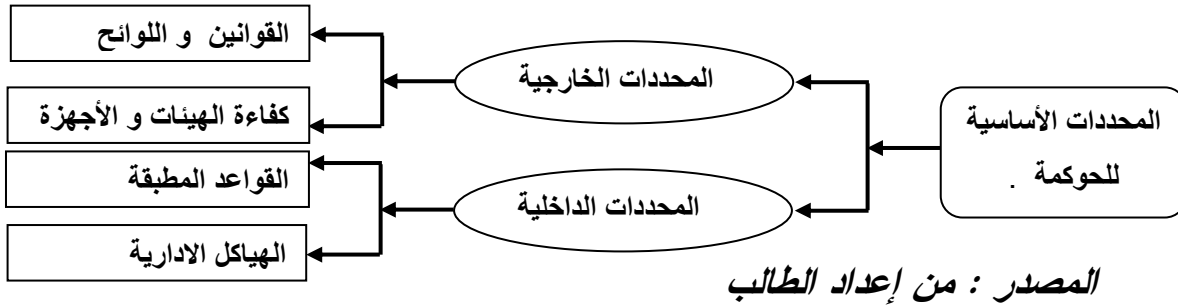 المحددات الأساسية
للحوكمة .
المحددات الخارجية
القوانين و اللوائح
كفاءة الهيئات و الأجهزة
المحددات الداخلية
القواعد المطبقة
الهياكل الادارية
المصدر : من إعداد الطالب